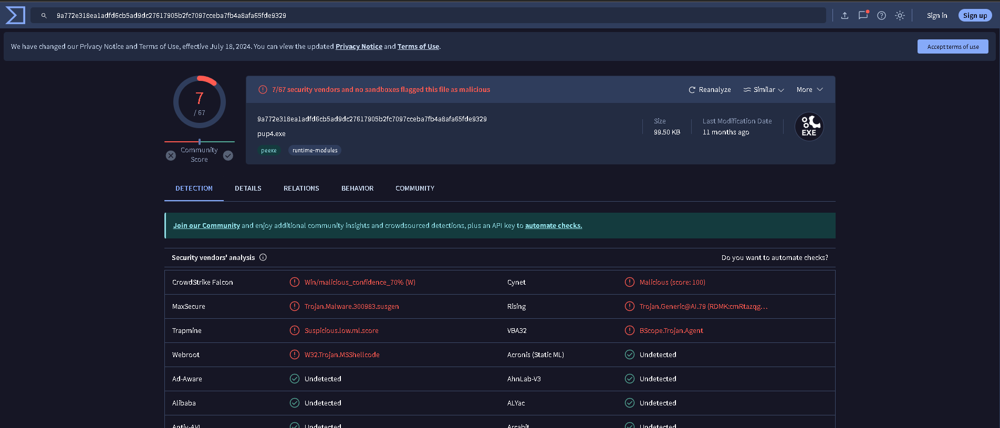 9a772e318ea1adfd6cb5ad9dc27617905b2fc7097cceba7fb4a8afa65fde9329
Sign in
Sign up
We have changed our Privacy Notice and Terms of Use, effective July 18, 2024. You can view the updated Privacy Notice and Terms of Use.
Accept terms of use
7
/ 67
Community
Score
7/67 security vendors and no sandboxes flagged this file as malicious
Reanalyze
Similar
More
9a772e318ea1adfd6cb5ad9dc27617905b2fc7097cceba7fb4a8afa65fde9329
pup4.exe
peexe
runtime-modules
Size
99.50 KB
Last Modification Date
11 months ago
EXE
DETECTION
DETAILS
RELATIONS
BEHAVIOR
COMMUNITY
Join our Community and enjoy additional community insights and crowdsourced detections, plus an API key to automate checks.
Security vendors' analysis
Do you want to automate checks?
CrowdStrike Falcon
Win/malicious_confidence_70% (W)
Cynet
Malicious (score: 100)
MaxSecure
Trojan.Malware.300983.susgen
Rising
Trojan.Generic@AI.79 (RDMK:cmRtazqg...
Trapmine
Suspicious.low.ml.score
VBA32
BScope.Trojan.Agent
Webroot
W32.Trojan.MSShellcode
Acronis (Static ML)
Undetected
Ad-Aware
Undetected
AhnLab-V3
Undetected
Alibaba
Undetected
ALYac
Undetected
Antiy-AVL
Undetected
Arcabit
Undetected